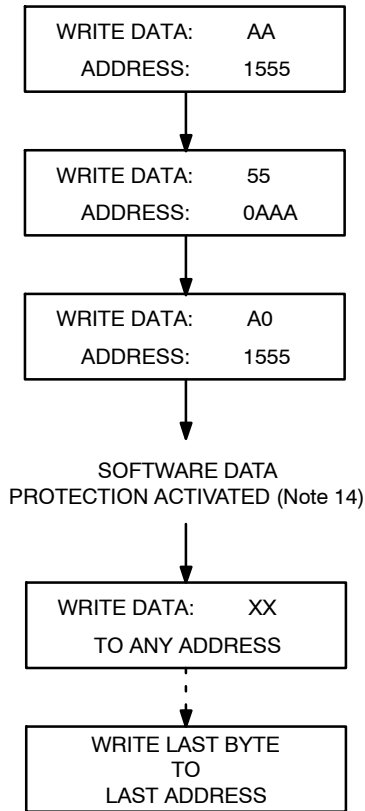 WRITE DATA: AA
ADDRESS: 1555
WRITE DATA: 55
ADDRESS: 0AAA
WRITE DATA: A0
ADDRESS: 1555
SOFTWARE DATA
PROTECTION ACTIVATED (Note 14)
WRITE DATA: XX
TO ANY ADDRESS
WRITE LAST BYTE
TO
LAST ADDRESS